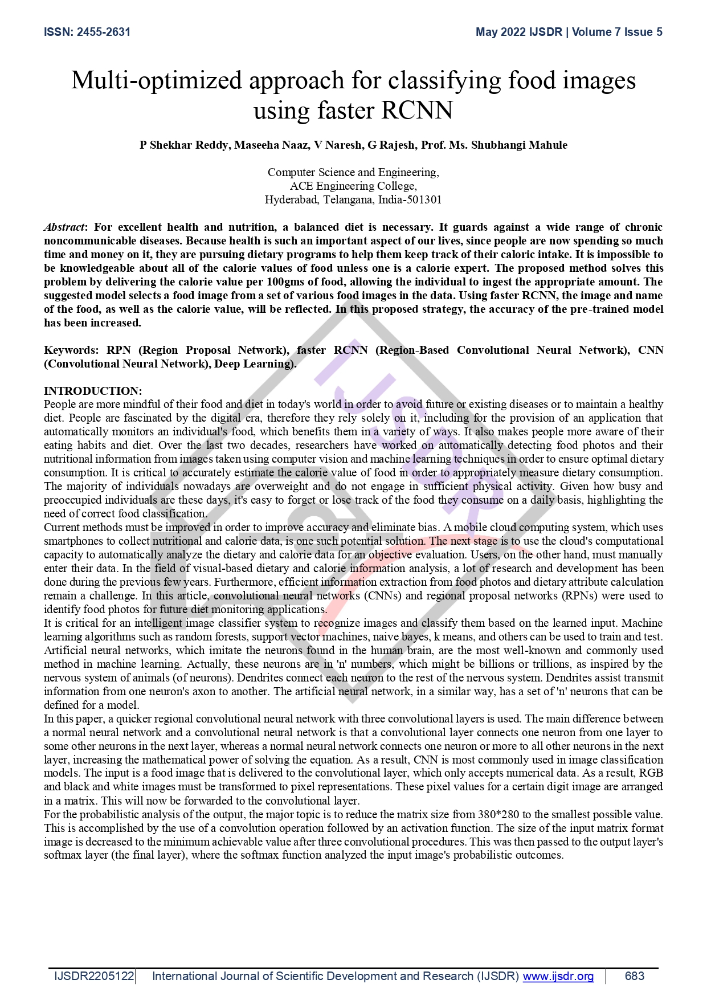 ISSN: 2455-2631 May 2022 IJSDR | Volume 7 Issue 5
Multi-optimized approach for classifying food images
using faster RCNN
P Shekhar Reddy, Maseeha Naaz, V Naresh, G Rajesh, Prof. Ms. Shubhangi Mahule
Computer Science and Engineering,
ACE Engineering College,
Hyderabad, Telangana, India-501301
Abstract: For excellent health and nutrition, a balanced diet is necessary. It guards against a wide range of chronic
noncommunicable diseases. Because health is such an important aspect of our lives, since people are now spending so much
time and money on it, they are pursuing dietary programs to help them keep track of their caloric intake. It is impossible to
be knowledgeable about all of the calorie values of food unless one is a calorie expert. The proposed method solves this
problem by delivering the calorie value per 100gms of food, allowing the individual to ingest the appropriate amount. The
suggested model selects a food image from a set of various food images in the data. Using faster RCNN, the image and name
of the food, as well as the calorie value, will be reflected. In this proposed strategy, the accuracy of the pre-trained model
has been increased.
Keywords: RPN (Region Proposal Network), faster RCNN (Region-Based Convolutional Neural Network), CNN
(Convolutional Neural Network), Deep Learning).
INTRODUCTION:
People are more mindful of their food and diet in today's world in order to avoid future or existing diseases or to maintain a healthy
diet. People are fascinated by the digital era, therefore they rely solely on it, including for the provision of an application that
automatically monitors an individual's food, which benefits them in a variety of ways. It also makes people more aware of their
eating habits and diet. Over the last two decades, researchers have worked on automatically detecting food photos and their
nutritional information from images taken using computer vision and machine learning techniques in order to ensure optimal dietary
consumption. It is critical to accurately estimate the calorie value of food in order to appropriately measure dietary consumption.
The majority of individuals nowadays are overweight and do not engage in sufficient physical activity. Given how busy and
preoccupied individuals are these days, it's easy to forget or lose track of the food they consume on a daily basis, highlighting the
need of correct food classification.
Current methods must be improved in order to improve accuracy and eliminate bias. A mobile cloud computing system, which uses
smartphones to collect nutritional and calorie data, is one such potential solution. The next stage is to use the cloud's computational
capacity to automatically analyze the dietary and calorie data for an objective evaluation. Users, on the other hand, must manually
enter their data. In the field of visual-based dietary and calorie information analysis, a lot of research and development has been
done during the previous few years. Furthermore, efficient information extraction from food photos and dietary attribute calculation
remain a challenge. In this article, convolutional neural networks (CNNs) and regional proposal networks (RPNs) were used to
identify food photos for future diet monitoring applications.
It is critical for an intelligent image classifier system to recognize images and classify them based on the learned input. Machine
learning algorithms such as random forests, support vector machines, naive bayes, k means, and others can be used to train and test.
Artificial neural networks, which imitate the neurons found in the human brain, are the most well-known and commonly used
method in machine learning. Actually, these neurons are in 'n' numbers, which might be billions or trillions, as inspired by the
nervous system of animals (of neurons). Dendrites connect each neuron to the rest of the nervous system. Dendrites assist transmit
information from one neuron's axon to another. The artificial neural network, in a similar way, has a set of 'n' neurons that can be
defined for a model.
In this paper, a quicker regional convolutional neural network with three convolutional layers is used. The main difference between
a normal neural network and a convolutional neural network is that a convolutional layer connects one neuron from one layer to
some other neurons in the next layer, whereas a normal neural network connects one neuron or more to all other neurons in the next
layer, increasing the mathematical power of solving the equation. As a result, CNN is most commonly used in image classification
models. The input is a food image that is delivered to the convolutional layer, which only accepts numerical data. As a result, RGB
and black and white images must be transformed to pixel representations. These pixel values for a certain digit image are arranged
in a matrix. This will now be forwarded to the convolutional layer.
For the probabilistic analysis of the output, the major topic is to reduce the matrix size from 380*280 to the smallest possible value.
This is accomplished by the use of a convolution operation followed by an activation function. The size of the input matrix format
image is decreased to the minimum achievable value after three convolutional procedures. This was then passed to the output layer's
softmax layer (the final layer), where the softmax function analyzed the input image's probabilistic outcomes.
IJSDR
IJSDR2205122 International Journal of Scientific Development and Research (IJSDR) www.ijsdr.org 683